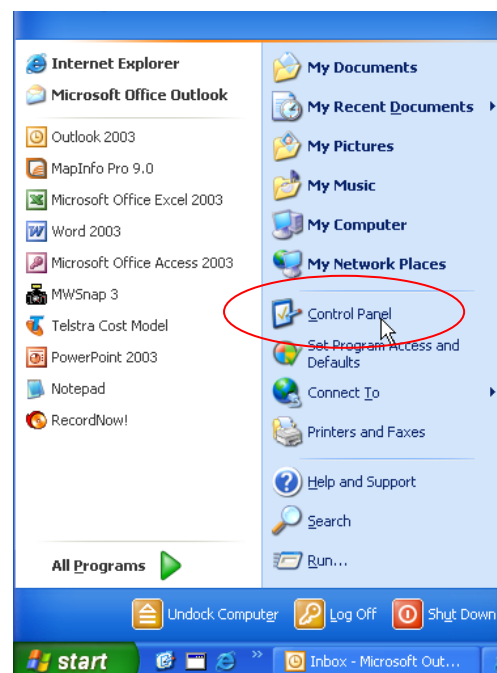 Internet Explorer
Microsoft Office Outlook
Outlook 2003
MapInfo Pro 9.0
Microsoft Office Excel 2003
Word 2003
Microsoft Office Access 2003
MWSnap 3
Telstra Cost Model
PowerPoint 2003
Notepad
RecordNow!
All Programs
My Documents
My Recent Documents
My Pictures
My Music
My Computer
My Network Places
Control Panel
Set Program Access and
Defaults
Connect To
Printers and Faxes
Help and Support
Search
Run...
Undock Computer
Log Off
Shut Down
start
Inbox - Microsoft Out...